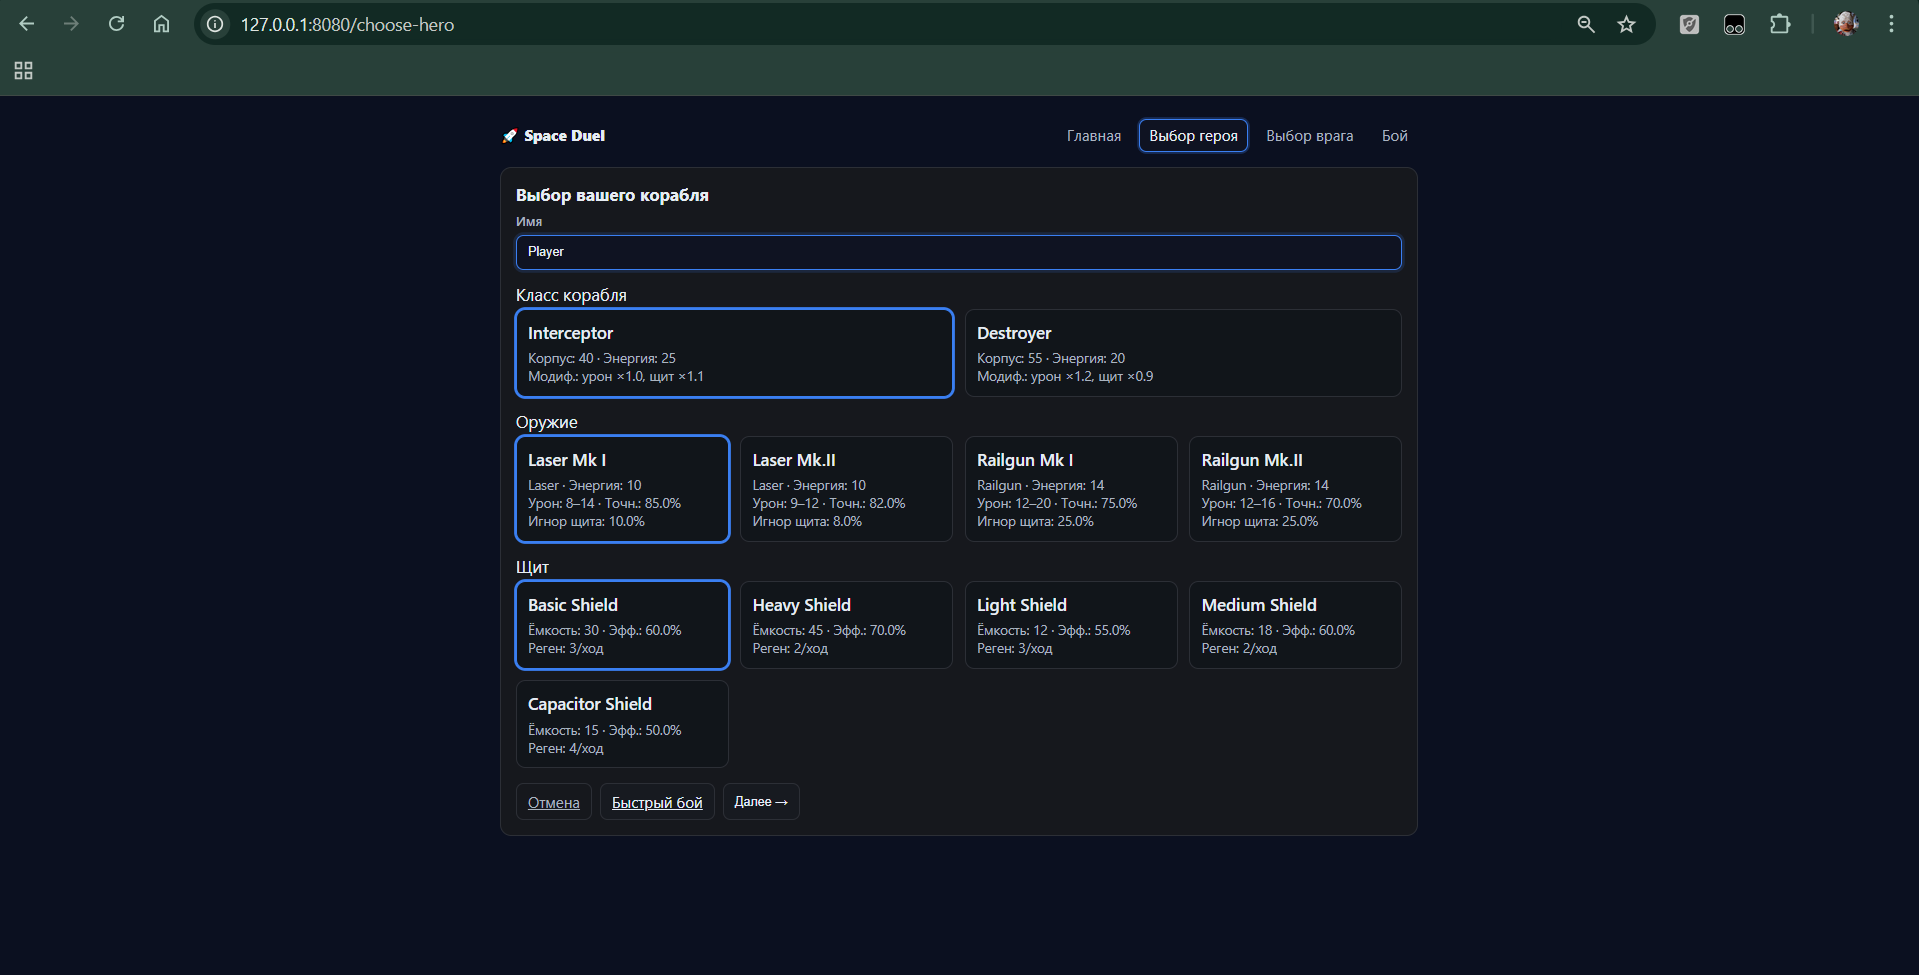 127.0.0.1:8080/choose-hero
🚀 Space Duel
Главная
Выбор героя
Выбор врага
Бой
Выбор вашего корабля
Имя
Player
Класс корабля
Interceptor
Корпус: 40 · Энергия: 25
Модиф.: урон ×1.0, щит ×1.1
Destroyer
Корпус: 55 · Энергия: 20
Модиф.: урон ×1.2, щит ×0.9
Оружие
Laser Mk I
Laser · Энергия: 10
Урон: 8–14 · Точн.: 85.0%
Игнор щита: 10.0%
Laser Mk.II
Laser · Энергия: 10
Урон: 9–12 · Точн.: 82.0%
Игнор щита: 8.0%
Railgun Mk I
Railgun · Энергия: 14
Урон: 12–20 · Точн.: 75.0%
Игнор щита: 25.0%
Railgun Mk.II
Railgun · Энергия: 14
Урон: 12–16 · Точн.: 70.0%
Игнор щита: 25.0%
Щит
Basic Shield
Ёмкость: 30 · Эфф.: 60.0%
Реген: 3/ход
Heavy Shield
Ёмкость: 45 · Эфф.: 70.0%
Реген: 2/ход
Light Shield
Ёмкость: 12 · Эфф.: 55.0%
Реген: 3/ход
Medium Shield
Ёмкость: 18 · Эфф.: 60.0%
Реген: 2/ход
Capacitor Shield
Ёмкость: 15 · Эфф.: 50.0%
Реген: 4/ход
Отмена
Быстрый бой
Далее →